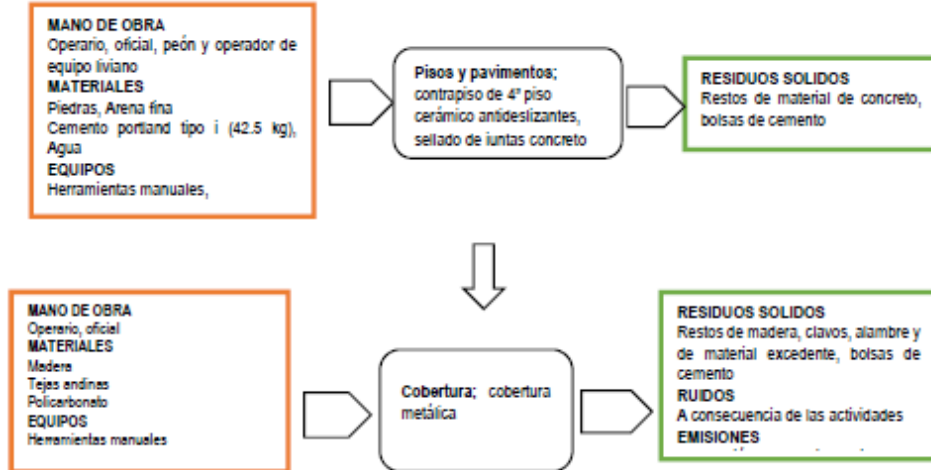 MANO DE OBRA
Operario, oficial, peón y operador de
equipo liviano
MATERIALES
Piedras, Arena fina
Cemento portland tipo i (42.5 kg),
Agua
EQUIPOS
Herramientas manuales,
Pisos y pavimentos;
contrapiso de 4º piso
cerámico antideslizantes,
sellado de juntas concreto
RESIDUOS SOLIDOS
Restos de material de concreto,
bolsas de cemento
MANO DE OBRA
Operario, oficial
MATERIALES
Madera
Tejas andinas
Policarbonato
EQUIPOS
Herramientas manuales
Cobertura; cobertura
metálica
RESIDUOS SOLIDOS
Restos de madera, clavos, alambre y
de material excedente, bolsas de
cemento
RUIDOS
A consecuencia de las actividades
EMISIONES